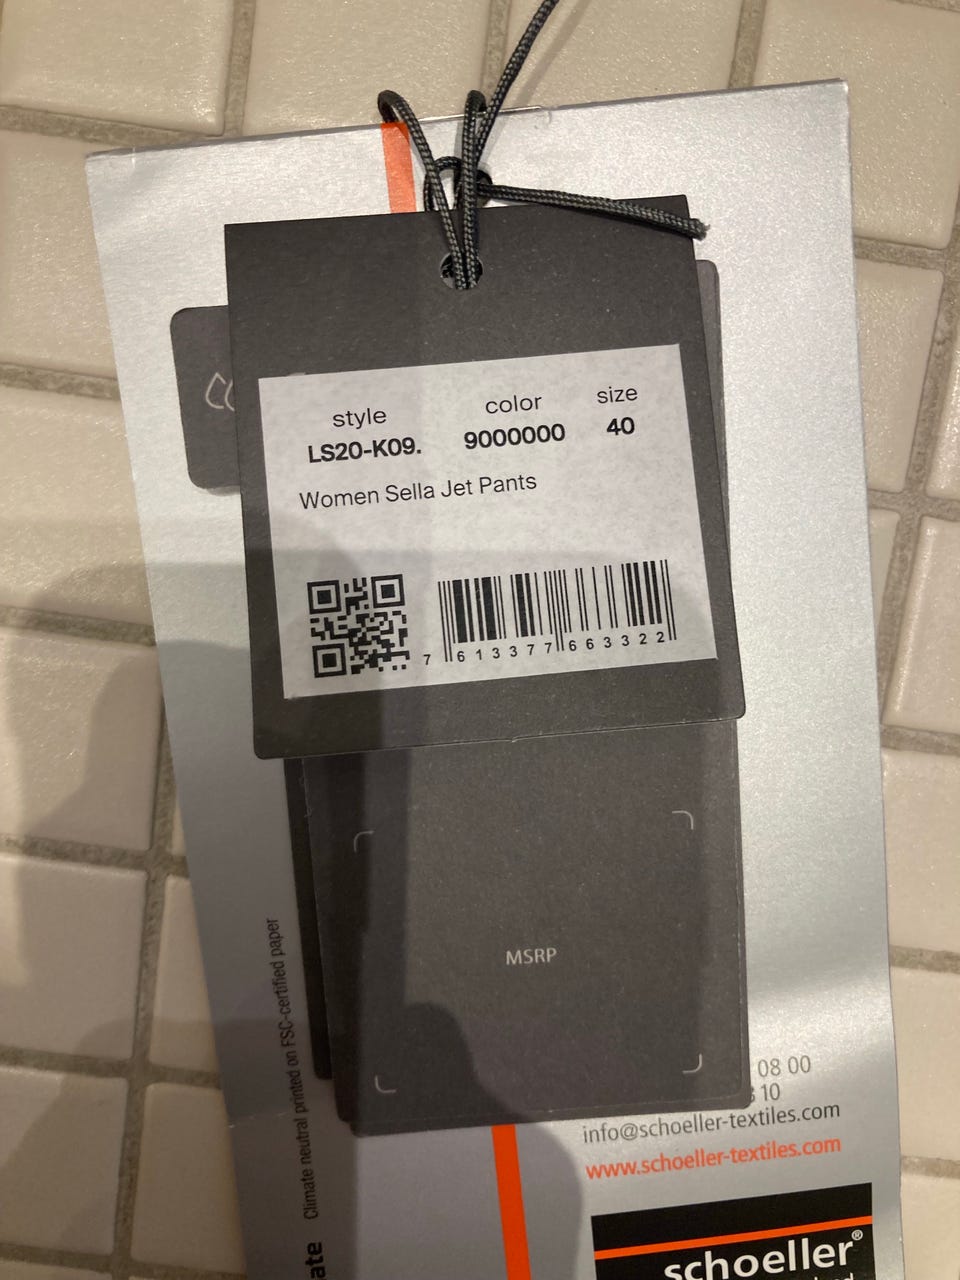 style color size
LS20-K09. 9000000 40
Women Sella Jet Pants
7 613377 663322
MSRP
Climate neutral printed on FSC-certified paper
08 00
10
info@schoeller-textiles.com
www.schoeller-textiles.com
schoeller®